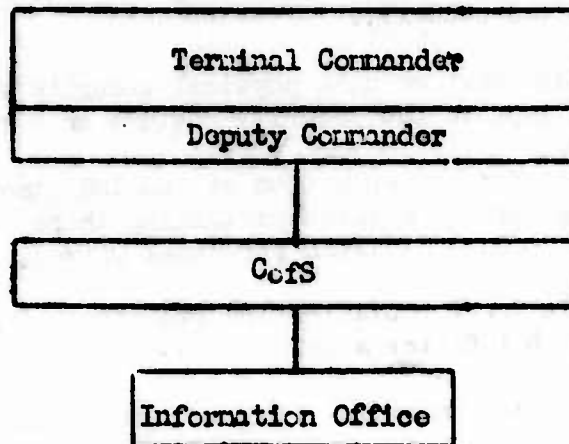 Terminal Commander
Deputy Commander
CofS
Information Office